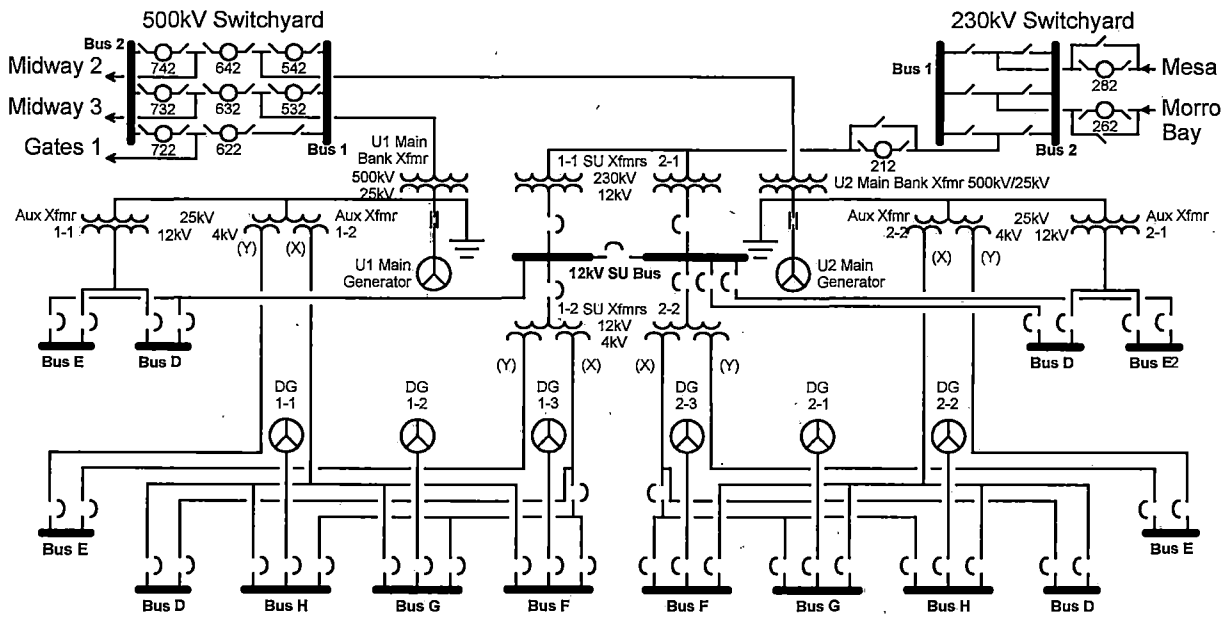 500kV Switchyard
230kV Switchyard
Bus 2
742
642
542
Midway 2
732
632
532
Midway 3
722
622
Gates 1
Bus 1
Bus 1
Bus 2
282
Mesa
262
Morro
Bay
212
U1 Main
Bank Xfmr
500kV
25kV
1-1 SU Xfmrs 2-1
230kV
12kV
U2 Main Bank Xfmr 500kV/25kV
Aux Xfmr
1-1
25kV
12kV
4kV
(Y)
(X)
Aux Xfmr
1-2
U1 Main
Generator
12kV SU Bus
U2 Main
Generator
Aux Xfmr
2-2
(X)
(Y)
25kV
4kV
12kV
Aux Xfmr
2-1
1-2 SU Xfmrs 2-2
12kV
4kV
(Y)
(X)
(X)
(Y)
Bus E
Bus D
Bus D
Bus E2
DG
1-1
DG
1-2
DG
1-3
DG
2-3
DG
2-1
DG
2-2
Bus E
Bus E
Bus D
Bus H
Bus G
Bus F
Bus F
Bus G
Bus H
Bus D